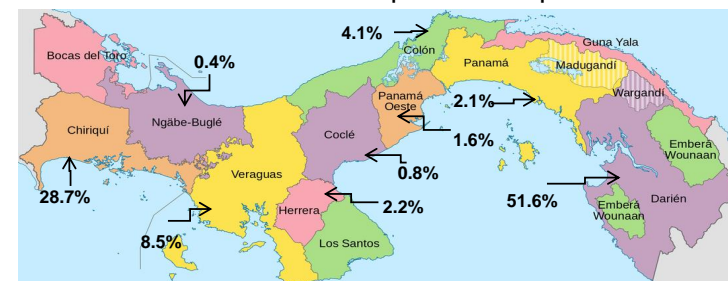 4.1%
Colón
Guna Yala
Bocas del Toro
0.4%
Panamá
Madugandí
Wargandí
Panamá
Oeste
2.1%
Chiriquí
Ngäbe-Buglé
Coclé
1.6%
Emberá
Wounaan
Veraguas
0.8%
28.7%
51.6%
Darién
Herrera
2.2%
Emberá
Wounaan
8.5%
Los Santos